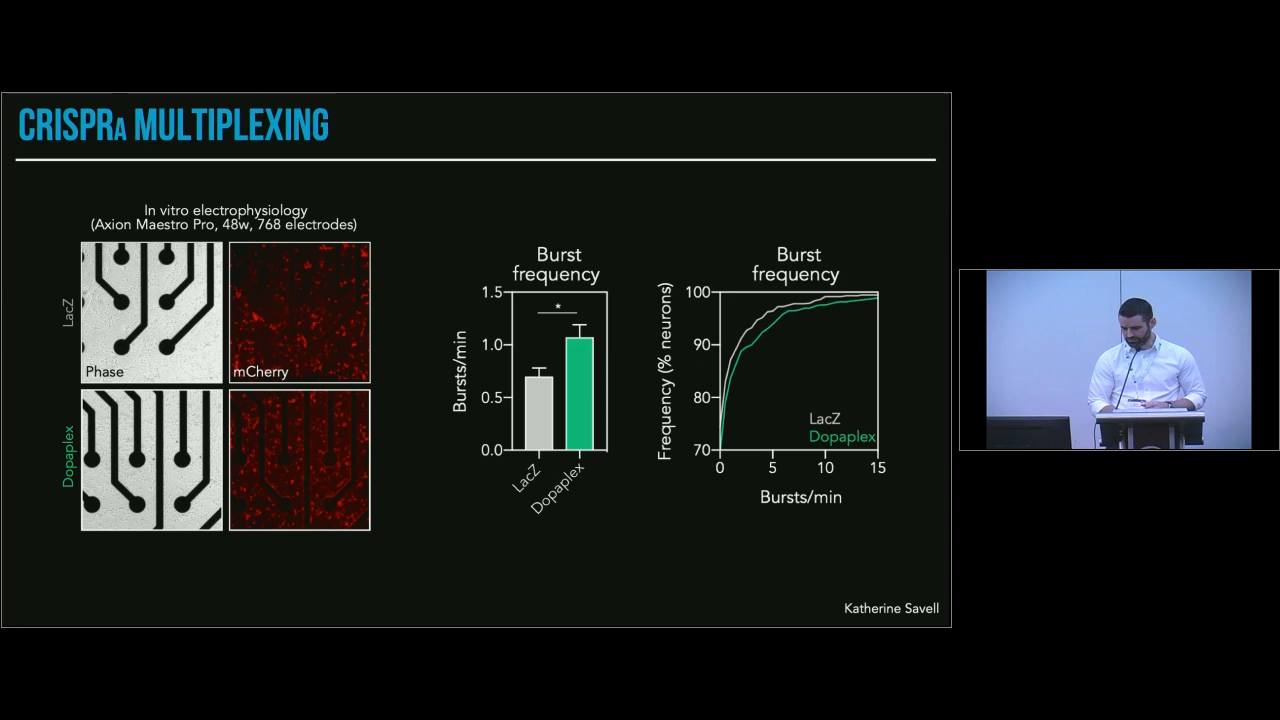 CRISPRA MULTIPLEXING
In vitro electrophysiology
(Axion Maestro Pro, 48w, 768 electrodes)
LacZ
Phase
mCherry
Dopaplex
Burst
frequency
Bursts/min
1.5
1.0
0.5
0.0
*
LacZ
Dopaplex
Burst
frequency
Frequency (% neurons)
100
90
80
70
LacZ
Dopaplex
0 5 10 15
Bursts/min
Katherine Savell